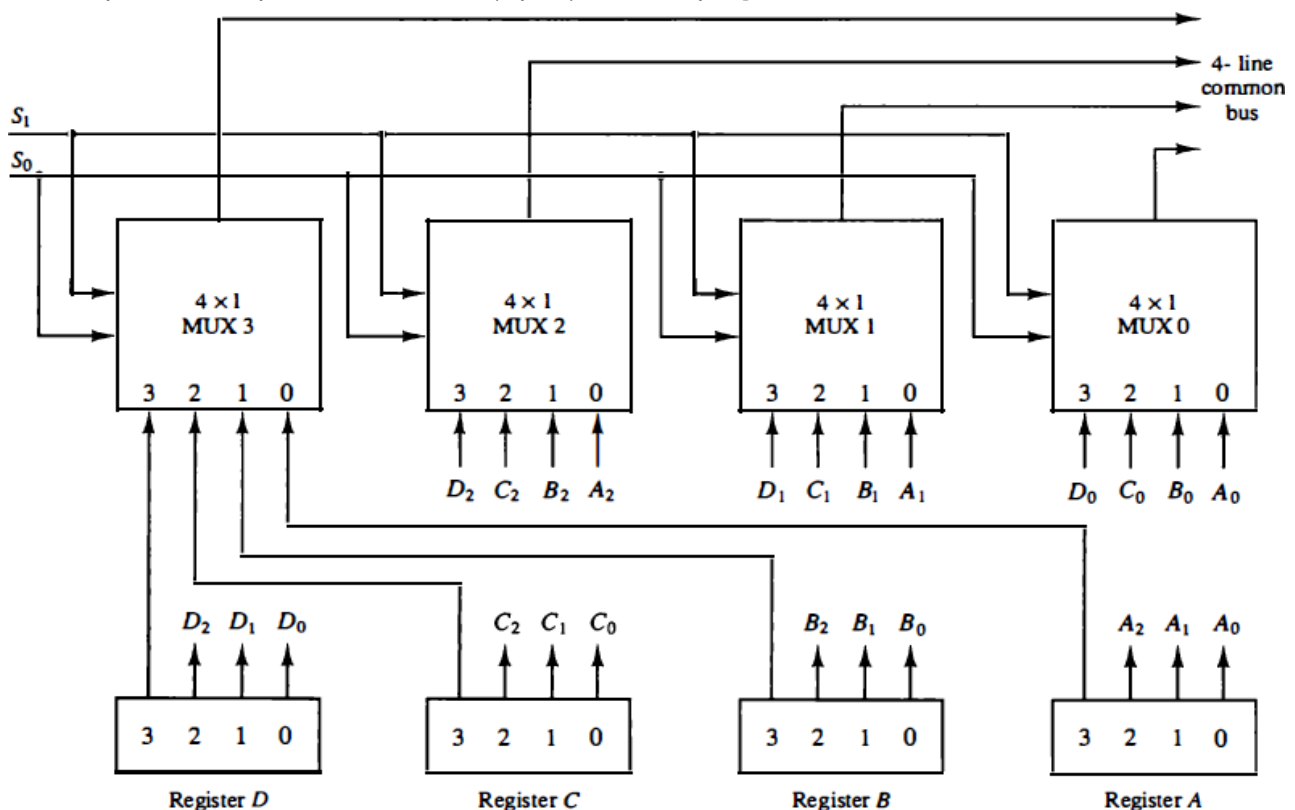 4- line
common
bus
S₁
S₀
4 × 1
MUX 3
3 2 1 0
4 × 1
MUX 2
3 2 1 0
4 × 1
MUX 1
3 2 1 0
4 × 1
MUX 0
3 2 1 0
D₂ C₂ B₂ A₂
D₁ C₁ B₁ A₁
D₀ C₀ B₀ A₀
D₂ D₁ D₀
C₂ C₁ C₀
B₂ B₁ B₀
A₂ A₁ A₀
3 2 1 0
3 2 1 0
3 2 1 0
3 2 1 0
Register D
Register C
Register B
Register A